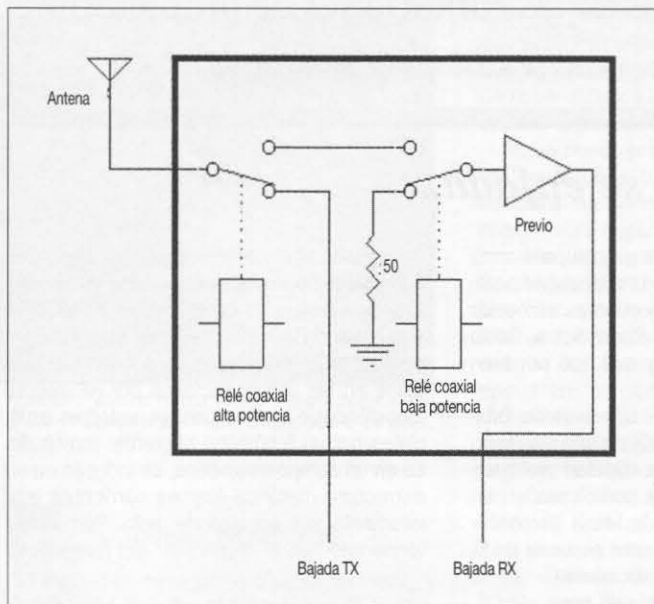 Antena
Previo
50
Relé coaxial
alta potencia
Relé coaxial
baja potencia
Bajada TX
Bajada RX